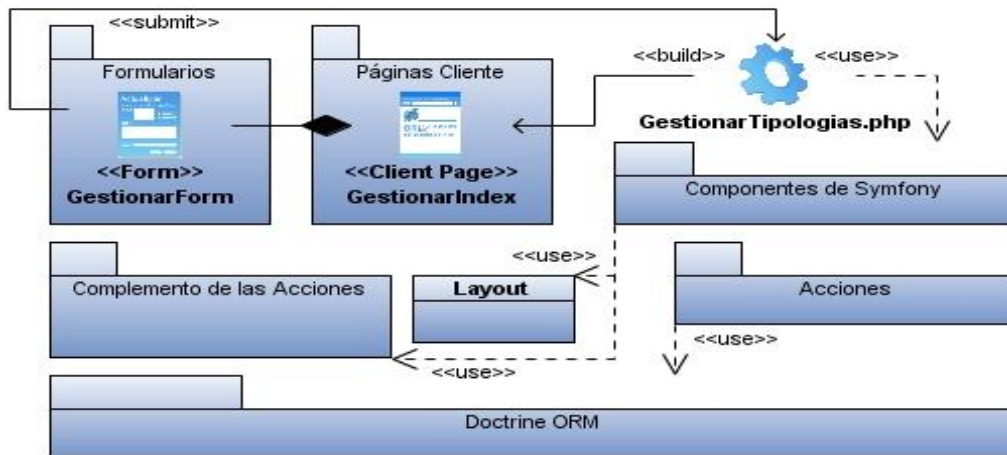 <<submit>>
Formularios
Páginas Cliente
<<build>>
<<use>>
GestionarTipologias.php
<<Form>>
GestionarForm
<<Client Page>>
GestionarIndex
Componentes de Symfony
<<use>>
Complemento de las Acciones
Layout
Acciones
<<use>>
<<use>>
Doctrine ORM